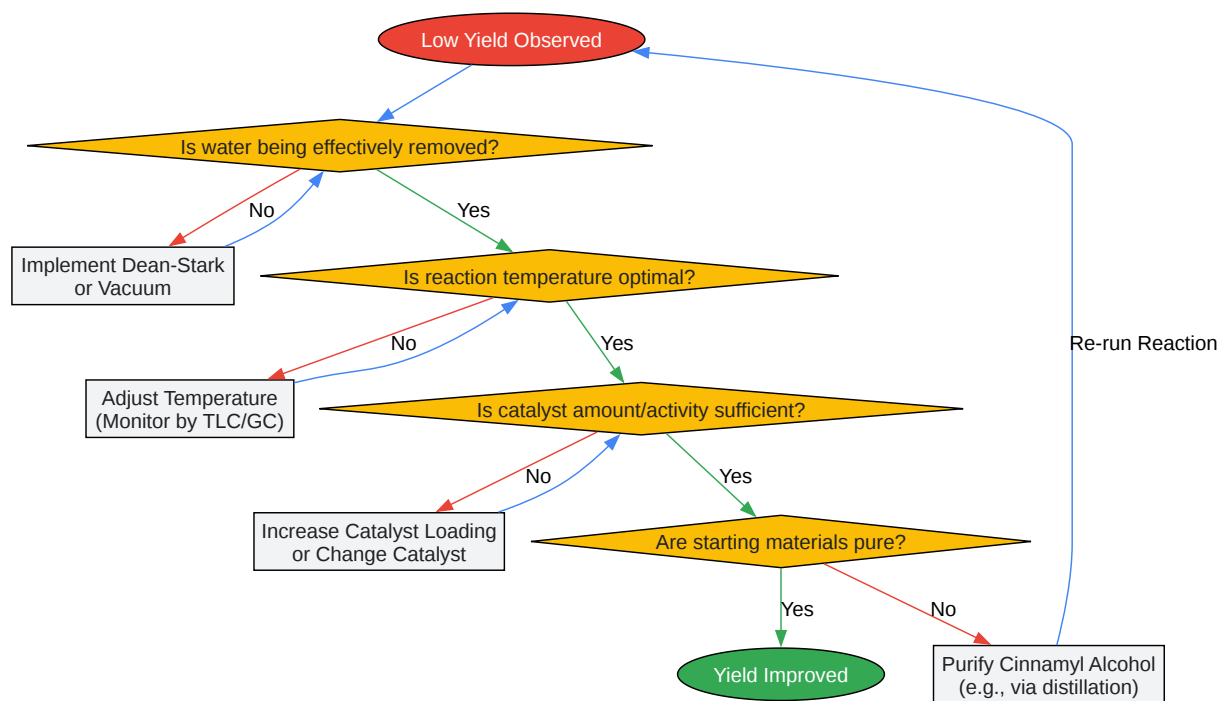 Low Yield Observed
Is water being effectively removed?
No
Yes
Implement Dean-Stark
or Vacuum
Is reaction temperature optimal?
No
Yes
Re-run Reaction
Adjust Temperature
(Monitor by TLC/GC)
Is catalyst amount/activity sufficient?
No
Yes
Increase Catalyst Loading
or Change Catalyst
Are starting materials pure?
Yes
No
Yield Improved
Purify Cinnamyl Alcohol
(e.g., via distillation)